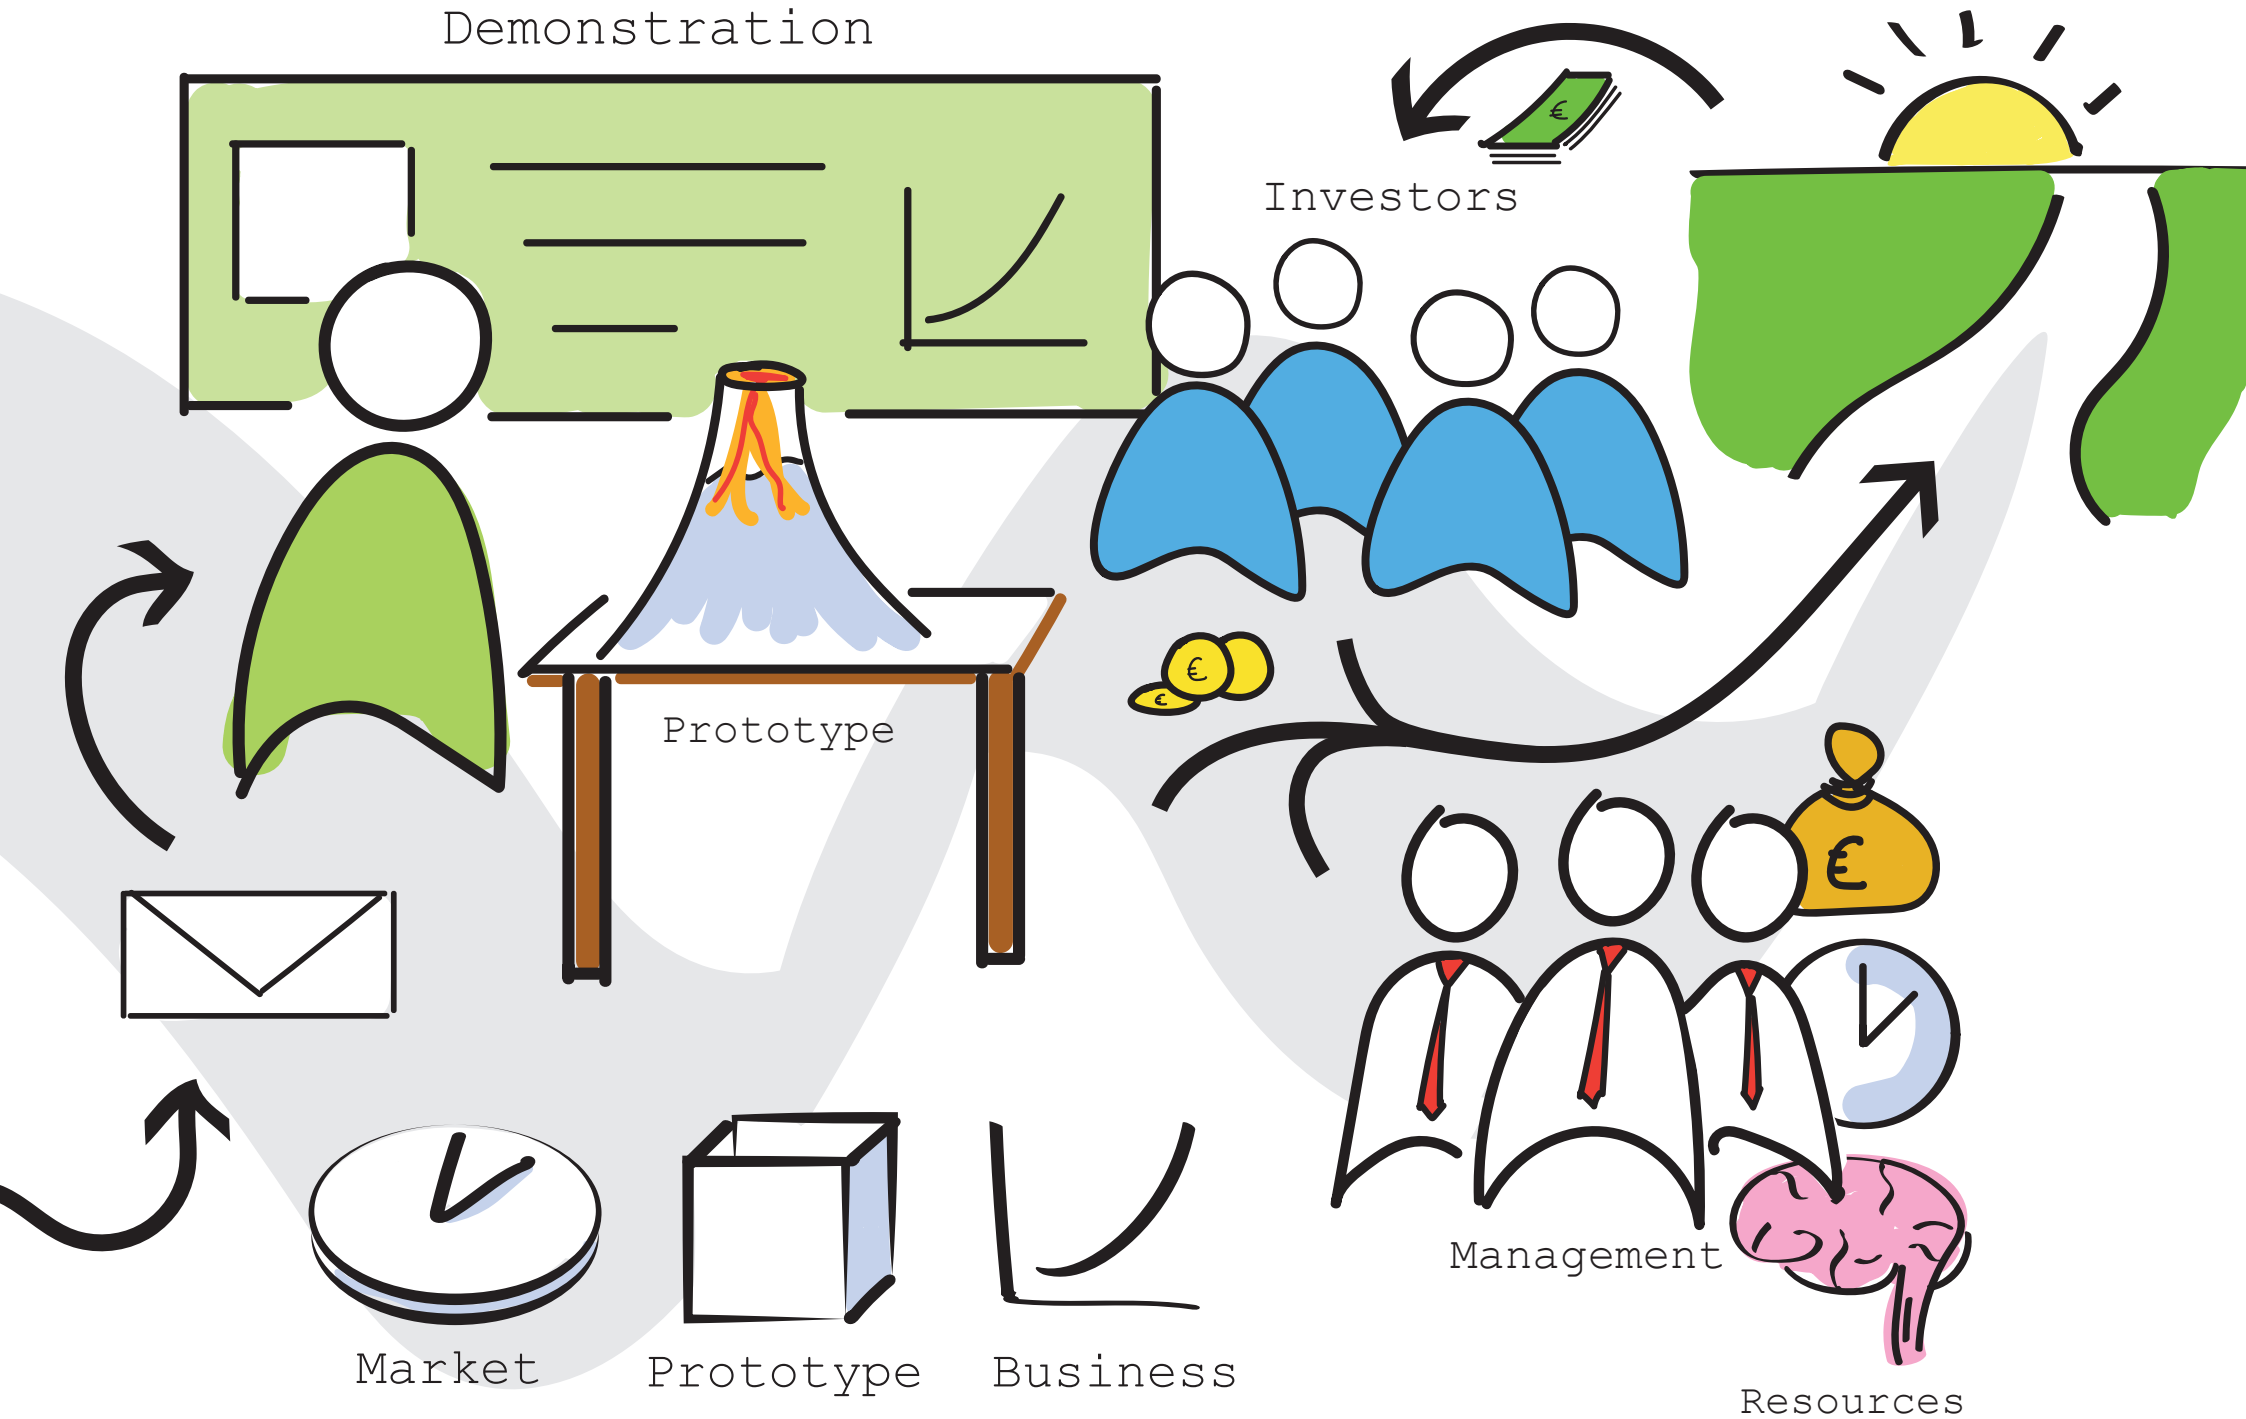 Demonstration
€
Investors
€
€
Prototype
€
Management
Market
Prototype
Business
Resources